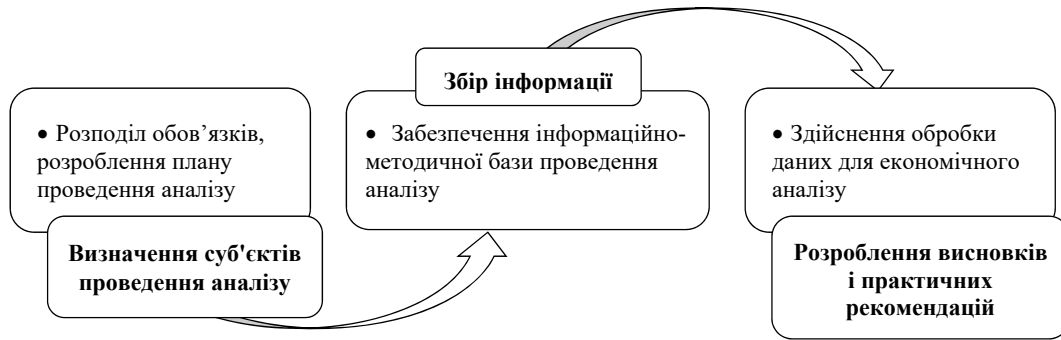 • Розподіл обов’язків,
розроблення плану
проведення аналізу
Визначення суб'єктів
проведення аналізу
Збір інформації
• Забезпечення інформаційно-
методичної бази проведення
аналізу
• Здійснення обробки
даних для економічного
аналізу
Розроблення висновків
і практичних
рекомендацій